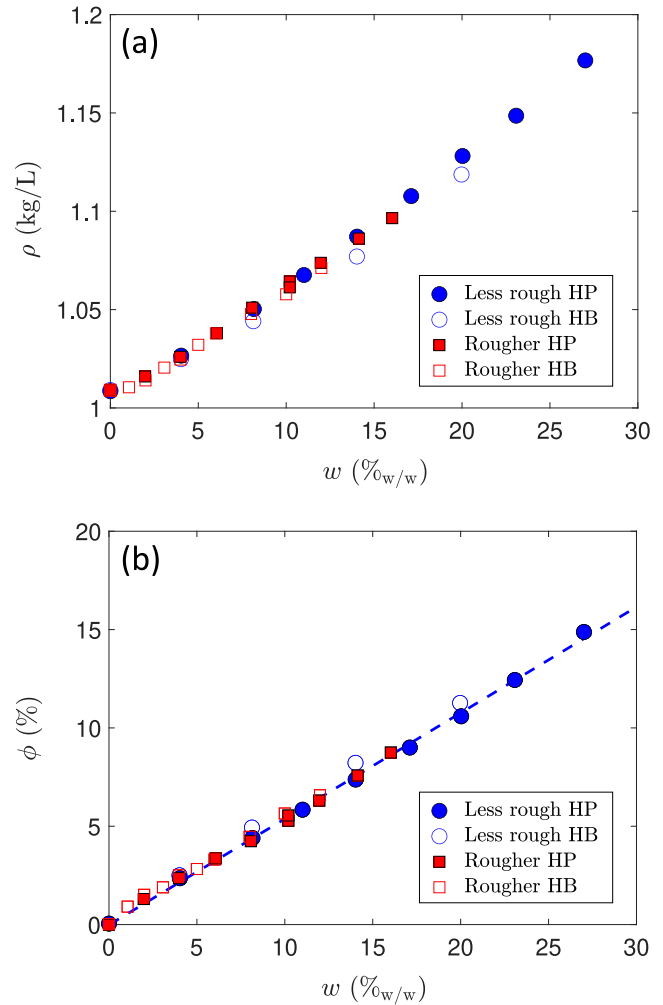 (a)
1.2
1.15
1.1
1.05
1
ρ (kg/L)
Less rough HP
Less rough HB
Rougher HP
Rougher HB
0 5 10 15 20 25 30
w (%w/w)
(b)
20
15
10
5
0
ϕ (%)
Less rough HP
Less rough HB
Rougher HP
Rougher HB
0 5 10 15 20 25 30
w (%w/w)